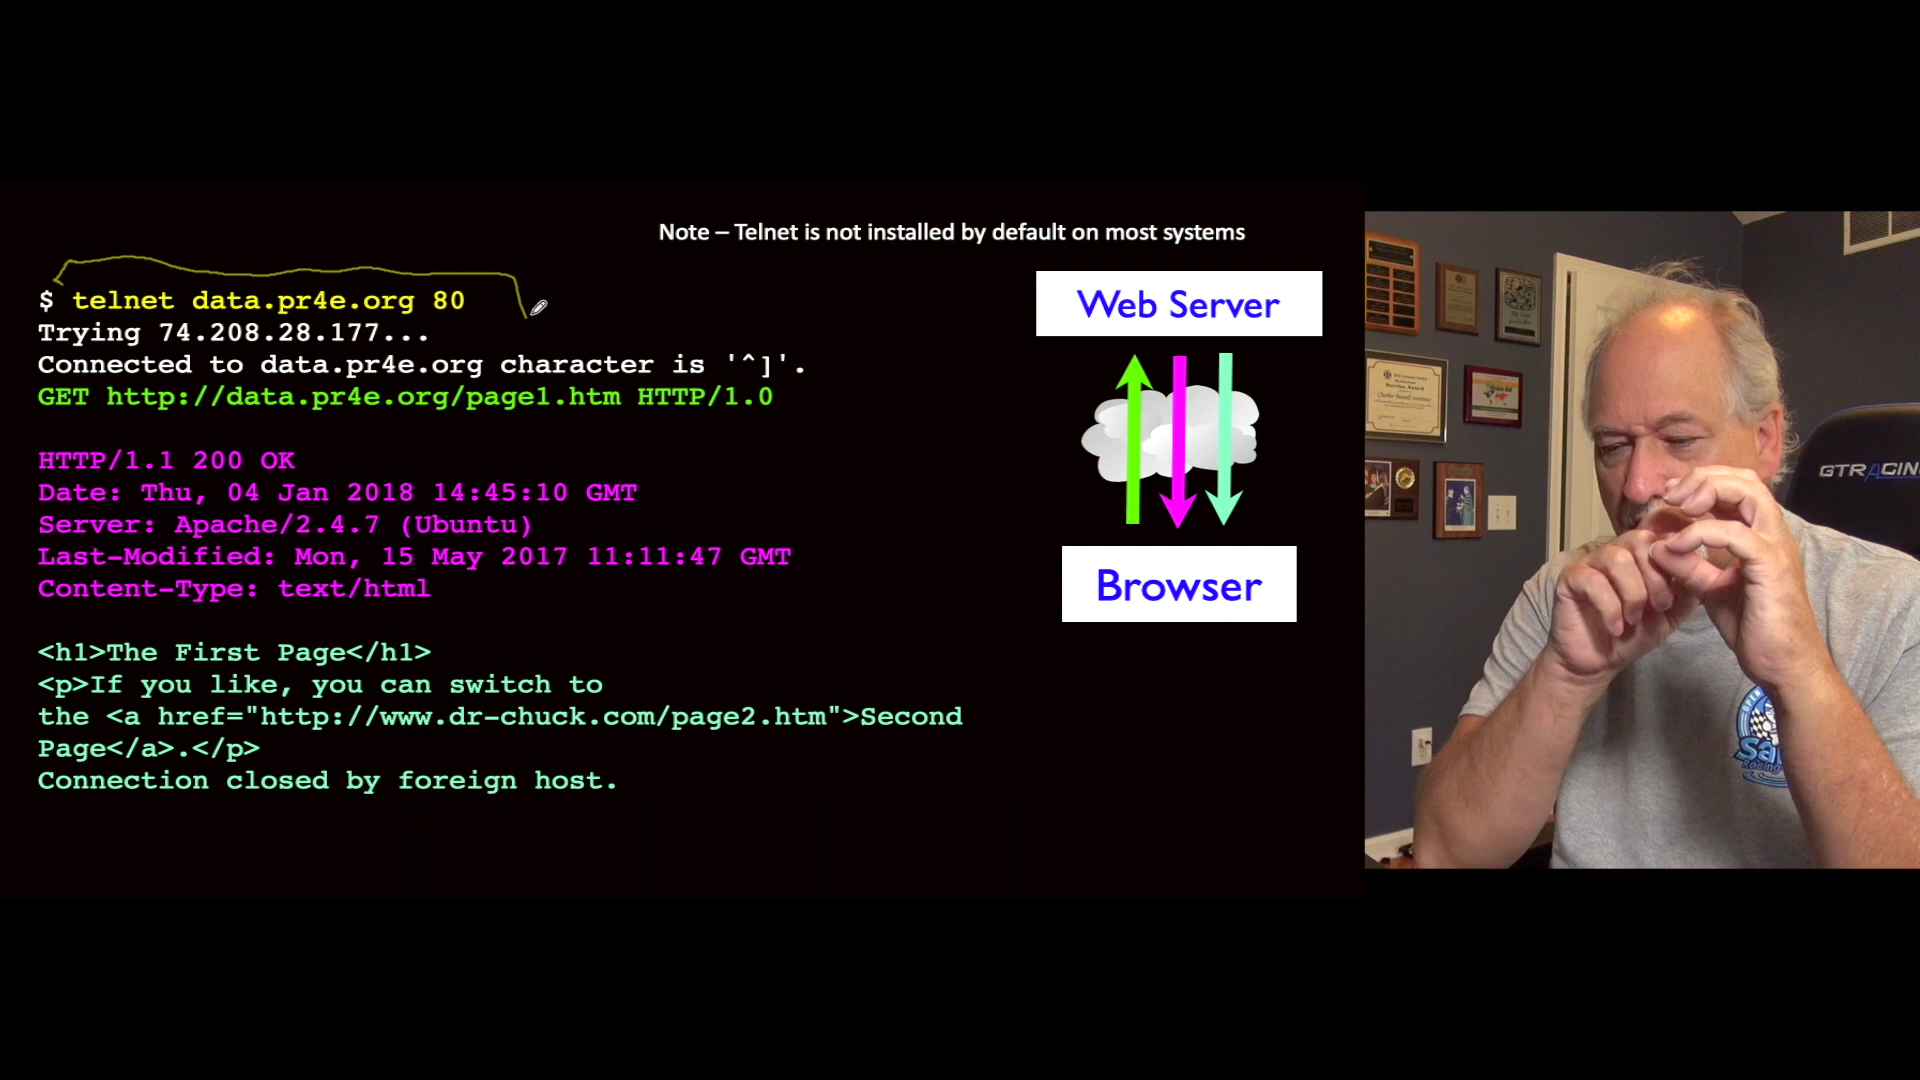 Note – Telnet is not installed by default on most systems
$ telnet data.pr4e.org 80
Trying 74.208.28.177...
Connected to data.pr4e.org character is '^]'.
GET http://data.pr4e.org/page1.htm HTTP/1.0
HTTP/1.1 200 OK
Date: Thu, 04 Jan 2018 14:45:10 GMT
Server: Apache/2.4.7 (Ubuntu)
Last-Modified: Mon, 15 May 2017 11:11:47 GMT
Content-Type: text/html
<h1>The First Page</h1>
<p>If you like, you can switch to
the <a href="http://www.dr-chuck.com/page2.htm">Second
Page</a>.</p>
Connection closed by foreign host.
Web Server
Browser
Service Award
GTRACING